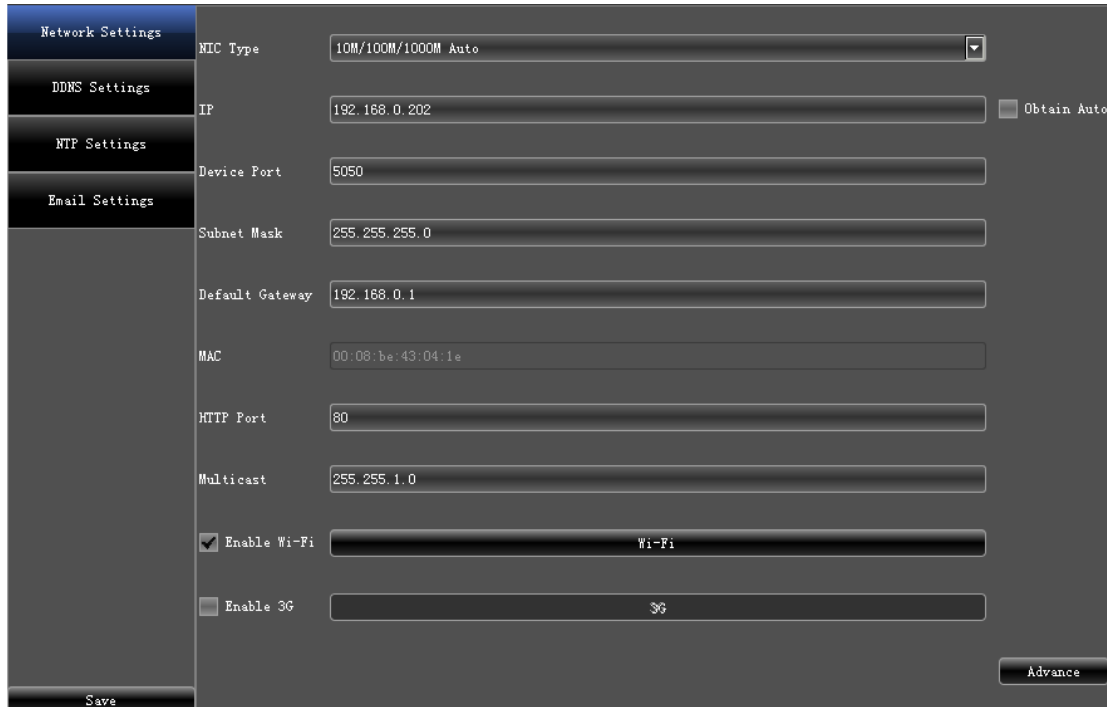 Network Settings
DDNS Settings
NTP Settings
Email Settings
Save
NIC Type 10M/100M/1000M Auto
IP 192.168.0.202 Obtain Auto
Device Port 5050
Subnet Mask 255.255.255.0
Default Gateway 192.168.0.1
MAC 00:08:be:43:04:1e
HTTP Port 80
Multicast 255.255.1.0
Enable Wi-Fi Wi-Fi
Enable 3G 3G
Advance